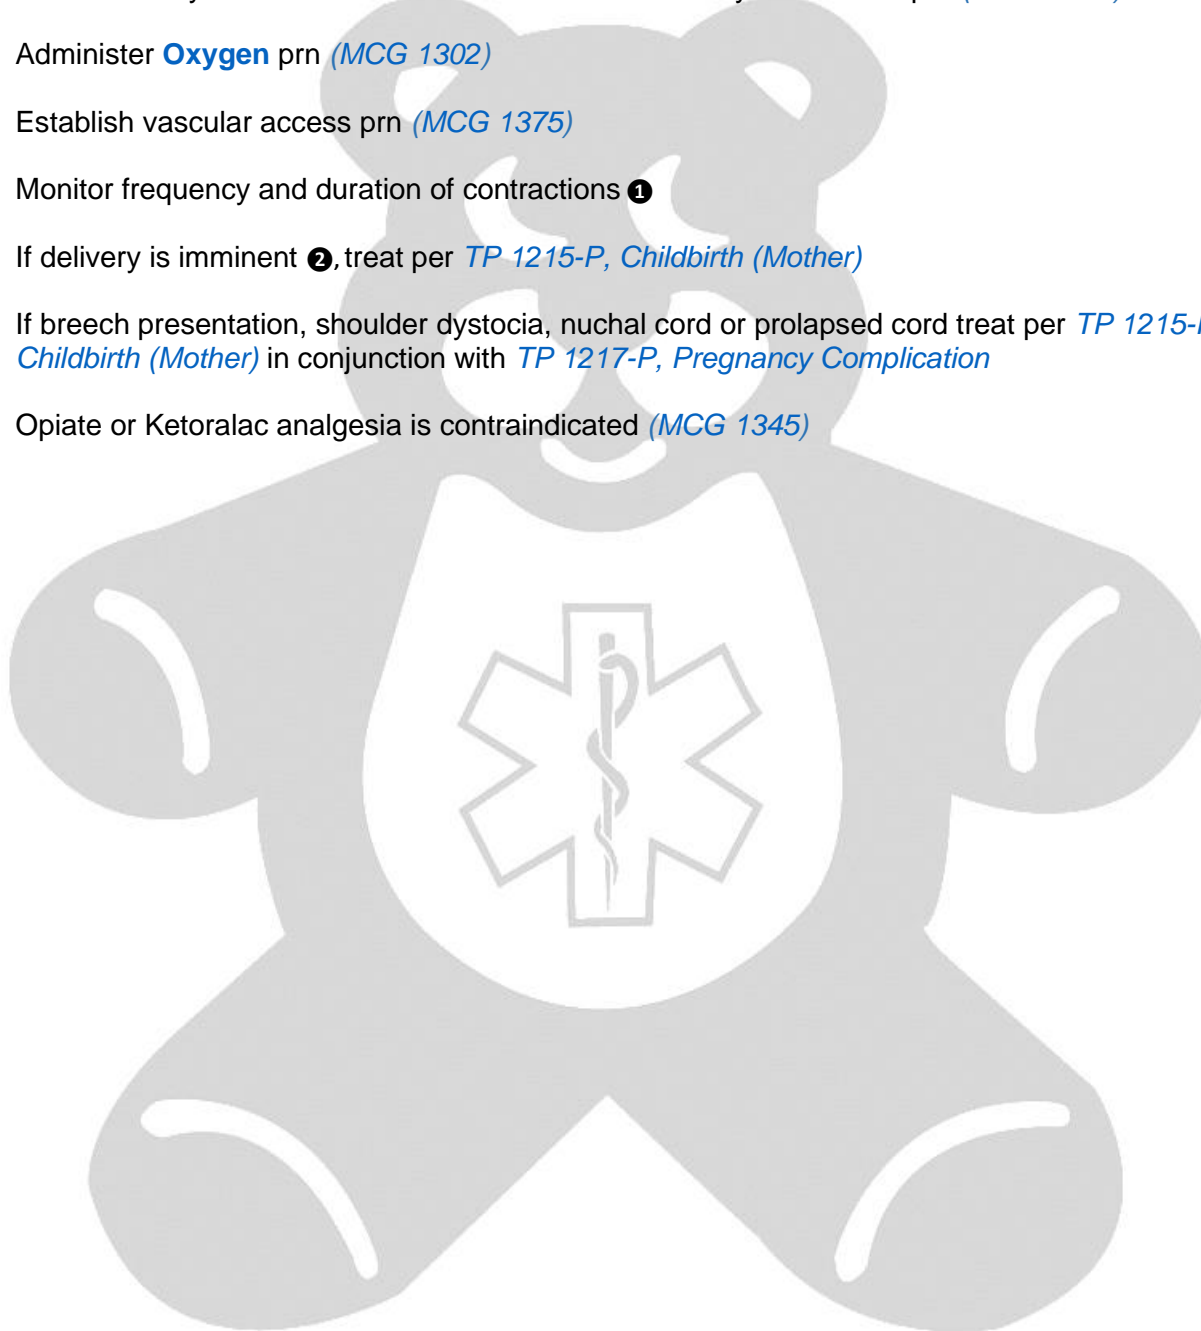 Administer Oxygen prn (MCG 1302)
Establish vascular access prn (MCG 1375)
Monitor frequency and duration of contractions ❶
If delivery is imminent ❷, treat per TP 1215-P, Childbirth (Mother)
If breech presentation, shoulder dystocia, nuchal cord or prolapsed cord treat per TP 1215-
Childbirth (Mother) in conjunction with TP 1217-P, Pregnancy Complication
Opiate or Ketoralac analgesia is contraindicated (MCG 1345)